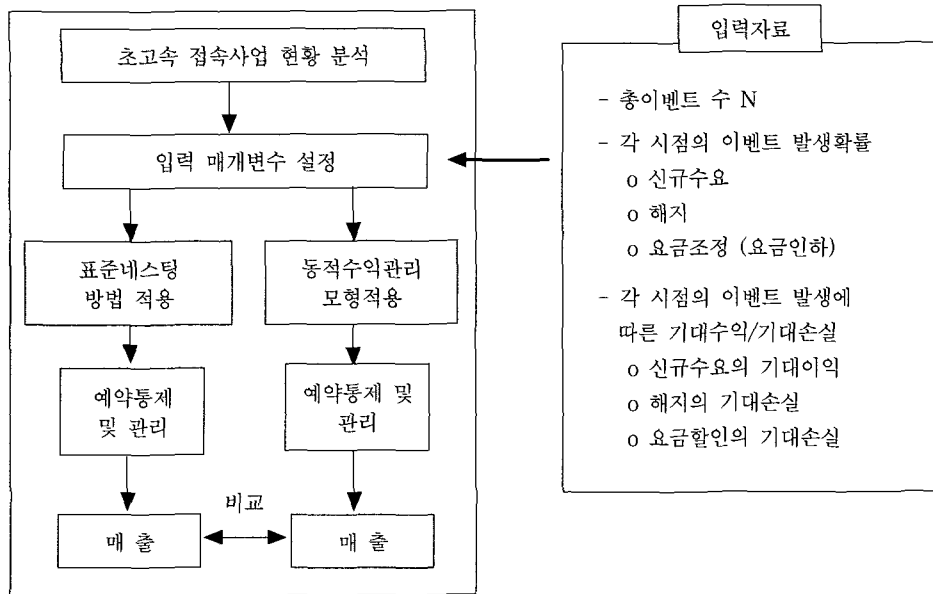 초고속 접속사업 현황 분석
입력 매개변수 설정
표준네스팅
방법 적용
동적수익관리
모형적용
예약통제
및 관리
예약통제 및
관리
매 출
비교
매 출
입력자료
- 총이벤트 수 N
- 각 시점의 이벤트 발생확률
o 신규수요
o 해지
o 요금조정 (요금인하)
- 각 시점의 이벤트 발생에
따른 기대수익/기대손실
o 신규수요의 기대이익
o 해지의 기대손실
o 요금할인의 기대손실